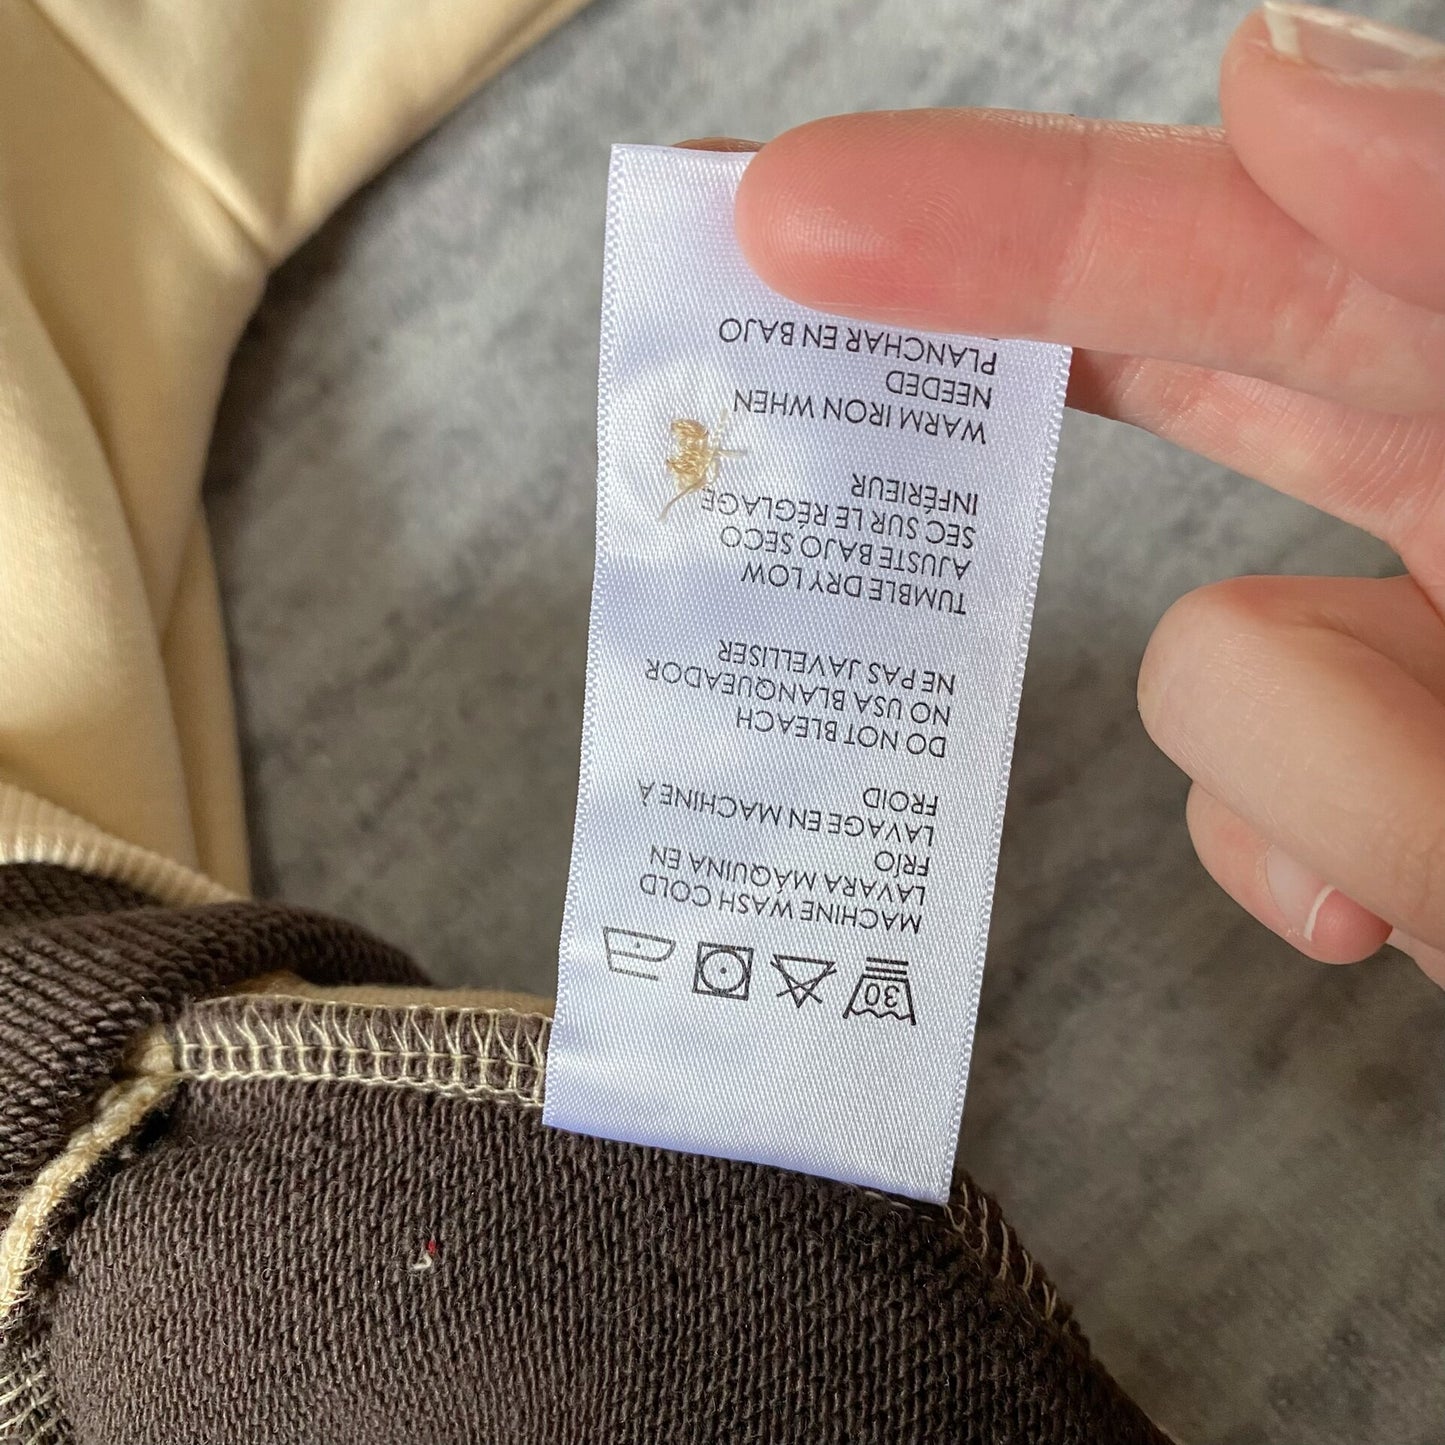 30
MACHINE WASH COLD
LAVARA MÁQUINA EN
FRIO
LAVAGE EN MACHINE À
FROID
DO NOT BLEACH
NO USA BLANQUEADOR
NE PAS JAVELLISER
TUMBLE DRY LOW
AJUSTE BAJO SECO
SEC SUR LE RÉGLAGE
INFÉRIEUR
WARM IRON WHEN
NEEDED
PLANCHAR EN BAJO